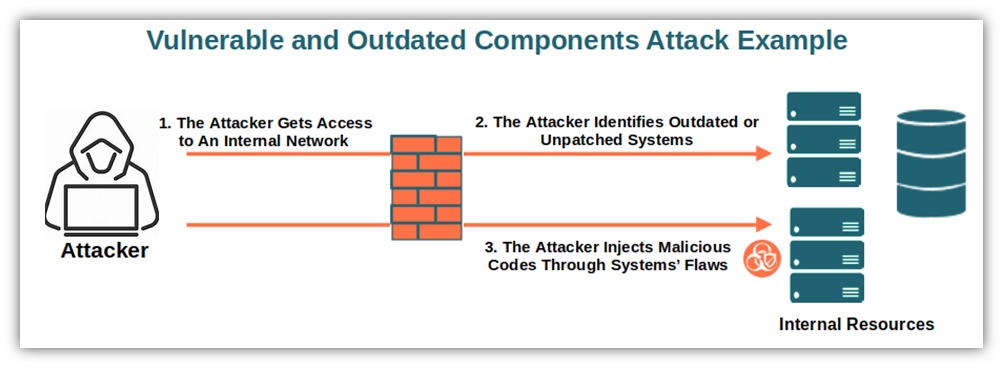 Vulnerable and Outdated Components Attack Example
1. The Attacker Gets Access
to An Internal Network
2. The Attacker Identifies Outdated or
Unpatched Systems
Attacker
3. The Attacker Injects Malicious
Codes Through Systems’ Flaws
Internal Resources